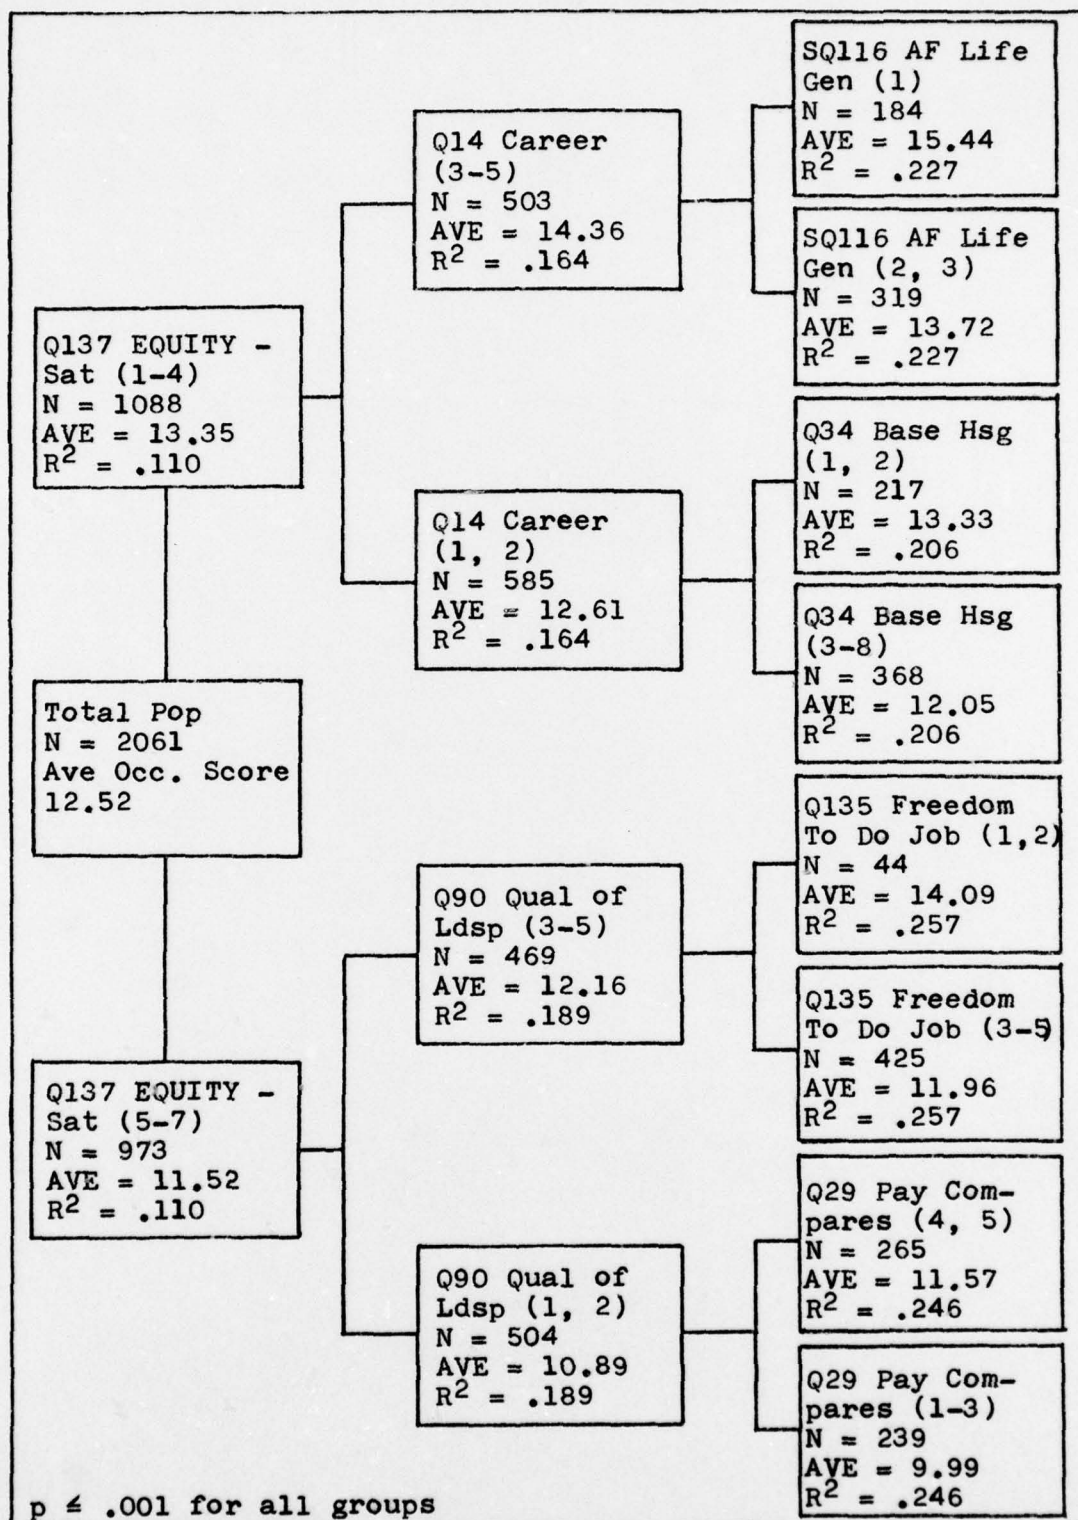 SQ116 AF Life
Gen (1)
N = 184
AVE = 15.44
R² = .227
Q14 Career
(3-5)
N = 503
AVE = 14.36
R² = .164
SQ116 AF Life
Gen (2, 3)
N = 319
AVE = 13.72
R² = .227
Q137 EQUITY -
Sat (1-4)
N = 1088
AVE = 13.35
R² = .110
Q34 Base Hsg
(1, 2)
N = 217
AVE = 13.33
R² = .206
Q14 Career
(1, 2)
N = 585
AVE = 12.61
R² = .164
Q34 Base Hsg
(3-8)
N = 368
AVE = 12.05
R² = .206
Total Pop
N = 2061
Ave Occ. Score
12.52
Q135 Freedom
To Do Job (1,2)
N = 44
AVE = 14.09
R² = .257
Q90 Qual of
Ldsp (3-5)
N = 469
AVE = 12.16
R² = .189
Q135 Freedom
To Do Job (3-5)
N = 425
AVE = 11.96
R² = .257
Q137 EQUITY -
Sat (5-7)
N = 973
AVE = 11.52
R² = .110
Q29 Pay Com-
pares (4, 5)
N = 265
AVE = 11.57
R² = .246
Q90 Qual of
Ldsp (1, 2)
N = 504
AVE = 10.89
R² = .189
Q29 Pay Com-
pares (1-3)
N = 239
AVE = 9.99
R² = .246
p ≤ .001 for all groups